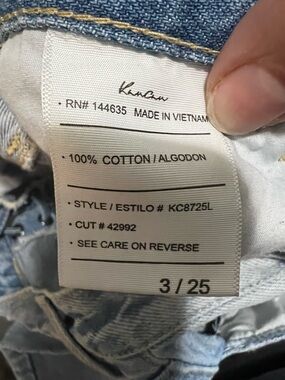 KanCan
· RN# 144635 MADE IN VIETNAM
· 100% COTTON / ALGODON
· STYLE / ESTILO # KC8725L
· CUT # 42992
· SEE CARE ON REVERSE
3 / 25